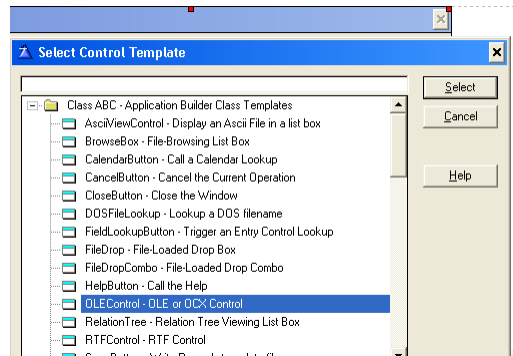 Select Control Template
Class ABC - Application Builder Class Templates
AsciiViewControl - Display an Ascii File in a list box
BrowseBox - File-Browsing List Box
CalendarButton - Call a Calendar Lookup
CancelButton - Cancel the Current Operation
CloseButton - Close the Window
DOSFileLookup - Lookup a DOS filename
FieldLookupButton - Trigger an Entry Control Lookup
FileDrop - File-Loaded Drop Box
FileDropCombo - File-Loaded Drop Combo
HelpButton - Call the Help
OLEControl - OLE or OCX Control
RelationTree - Relation Tree Viewing List Box
RTFControl - RTF Control
Select
Cancel
Help